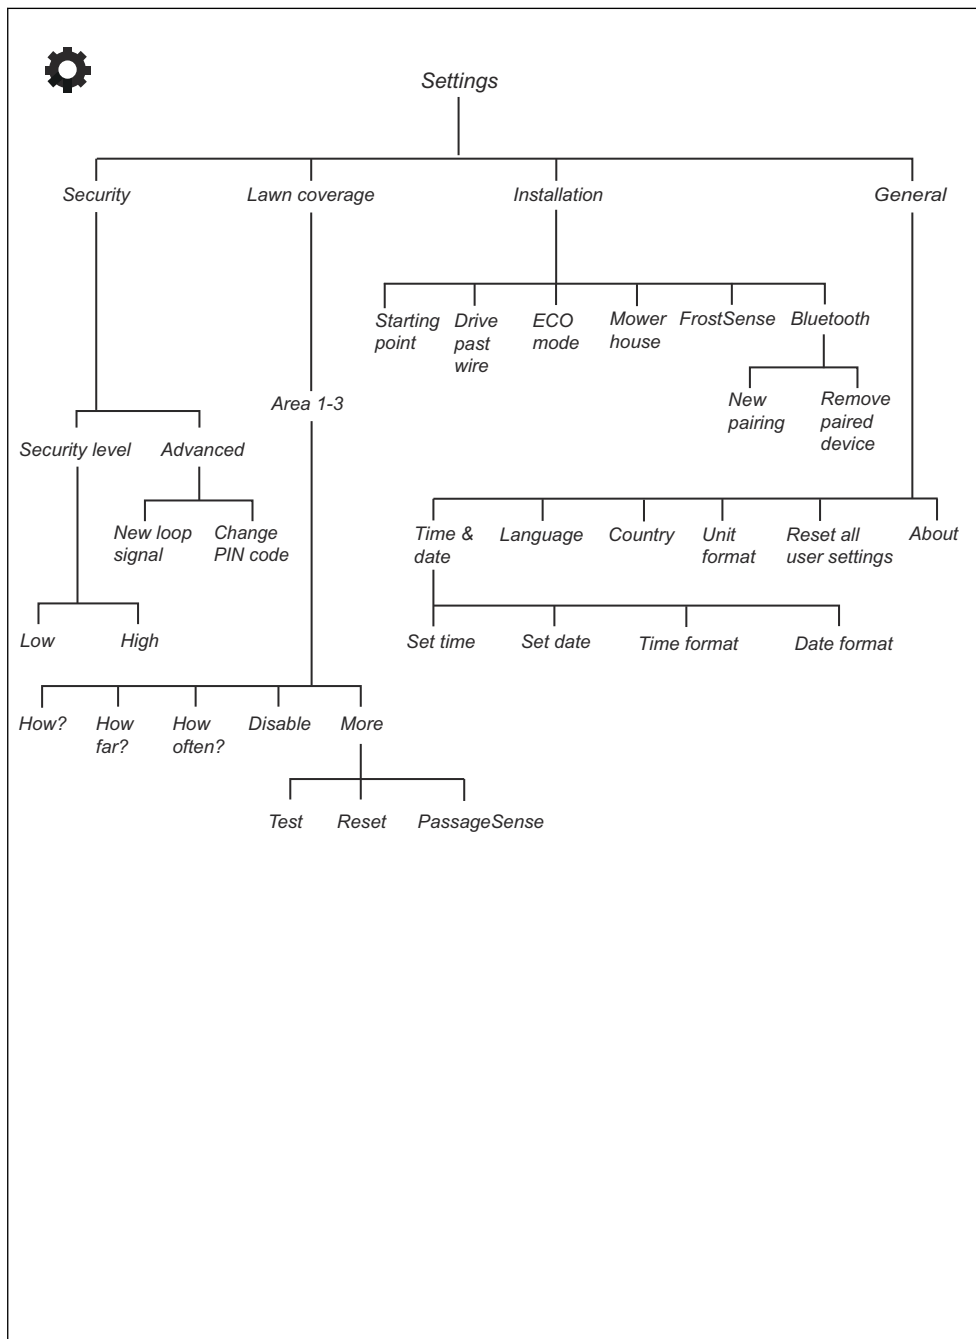 Settings
Security
Lawn coverage
Installation
General
Starting
point
Drive
past
wire
ECO
mode
Mower
house
FrostSense
Bluetooth
New
pairing
Remove
paired
device
Area 1-3
Security level
Advanced
New loop
signal
Change
PIN code
Time &
date
Language
Country
Unit
format
Reset all
user settings
About
Low
High
Set time
Set date
Time format
Date format
How?
How
far?
How
often?
Disable
More
Test
Reset
PassageSense